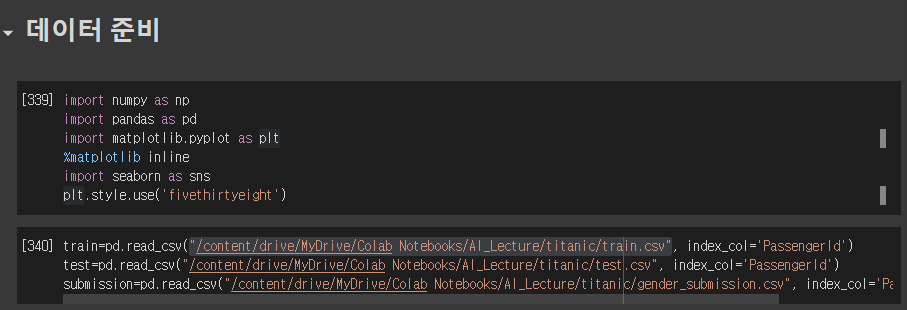 데이터 준비
[339] import numpy as np
import pandas as pd
import matplotlib.pyplot as plt
%matplotlib inline
import seaborn as sns
plt.style.use('fivethirtyeight')
[340] train=pd.read_csv("/content/drive/MyDrive/Colab Notebooks/AI_Lecture/titanic/train.csv", index_col='PassengerId')
test=pd.read_csv("/content/drive/MyDrive/Colab Notebooks/AI_Lecture/titanic/test.csv", index_col='PassengerId')
submission=pd.read_csv("/content/drive/MyDrive/Colab Notebooks/AI_Lecture/titanic/gender_submission.csv", index_col='Pa